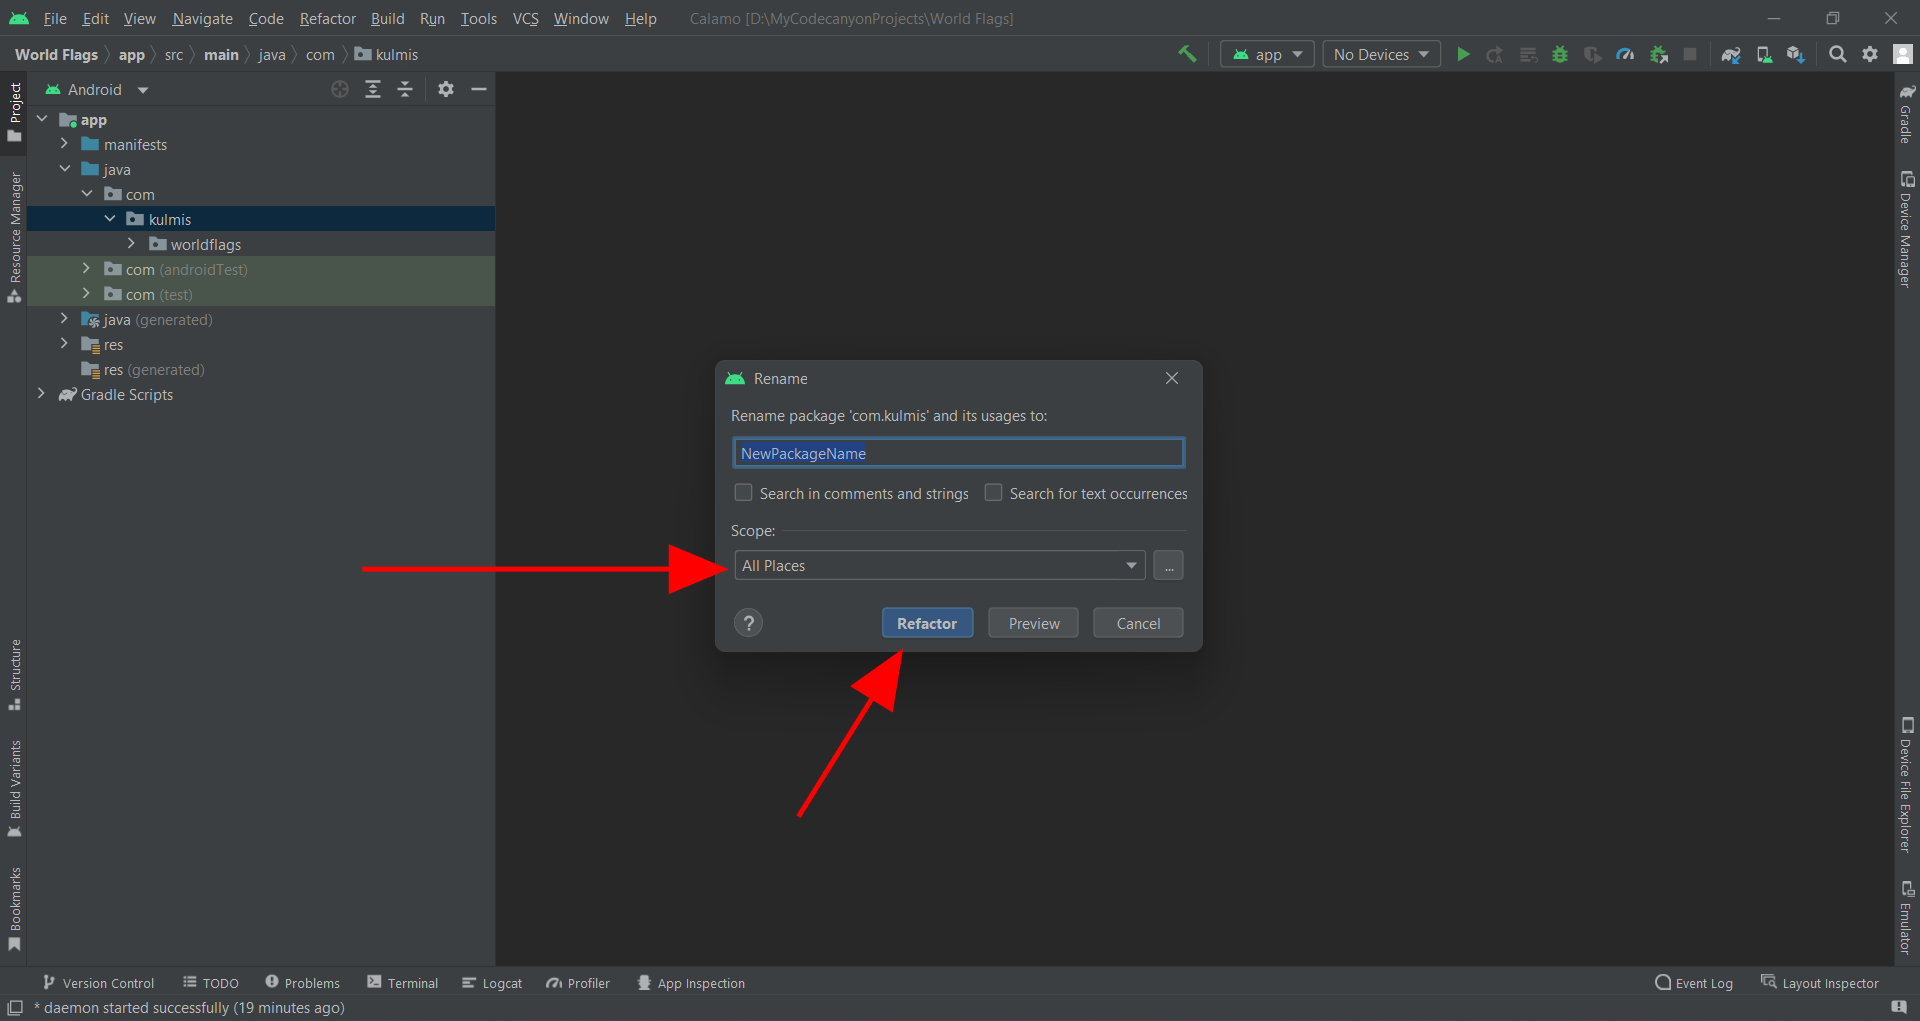 File Edit View Navigate Code Refactor Build Run Tools VCS Window Help Calamo [D:\MyCodecanyonProjects\World Flags]
World Flags app src main java com kulmis app No Devices
Android
app
manifests
java
com
kulmis
worldflags
com (androidTest)
com (test)
java (generated)
res
res (generated)
Gradle Scripts
Project
Resource Manager
Structure
Build Variants
Bookmarks
Rename
Rename package 'com.kulmis' and its usages to:
NewPackageName
Search in comments and strings Search for text occurrences
Scope:
All Places ...
? Refactor Preview Cancel
Gradle
Device Manager
Device File Explorer
Emulator
Version Control TODO Problems Terminal Logcat Profiler App Inspection Event Log Layout Inspector
* daemon started successfully (19 minutes ago)